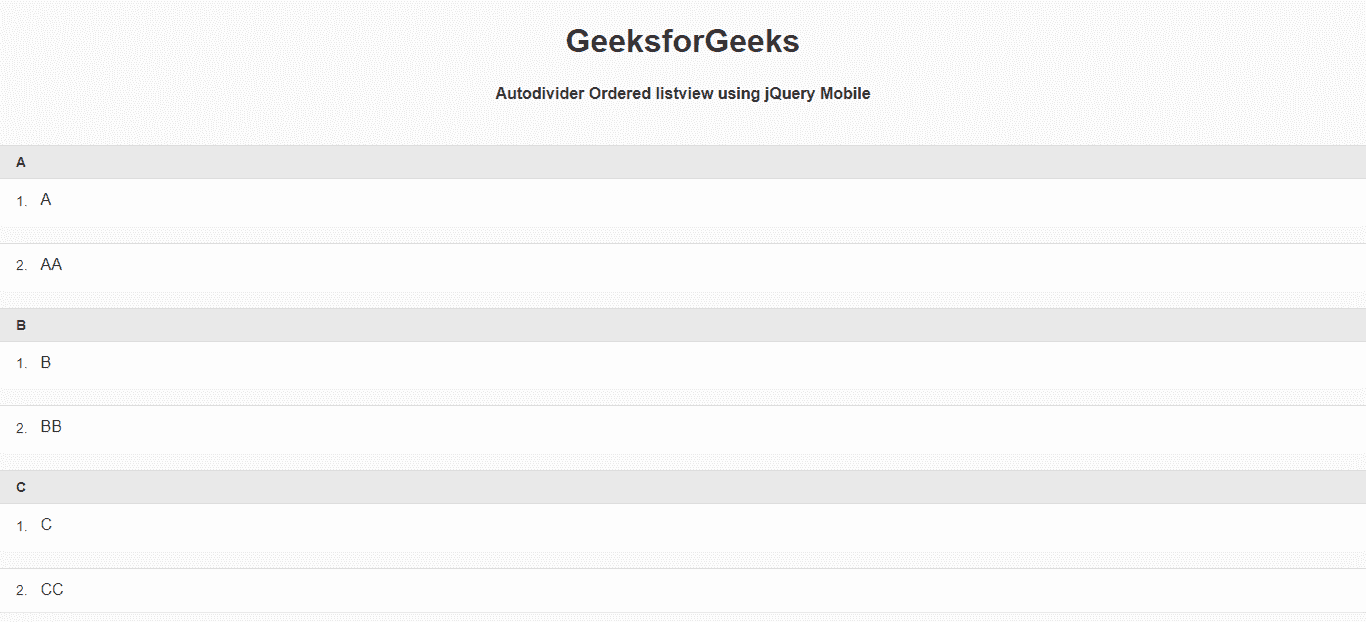 GeeksforGeeks
Autodivider Ordered listview using jQuery Mobile
A
1. A
2. AA
B
1. B
2. BB
C
1. C
2. CC